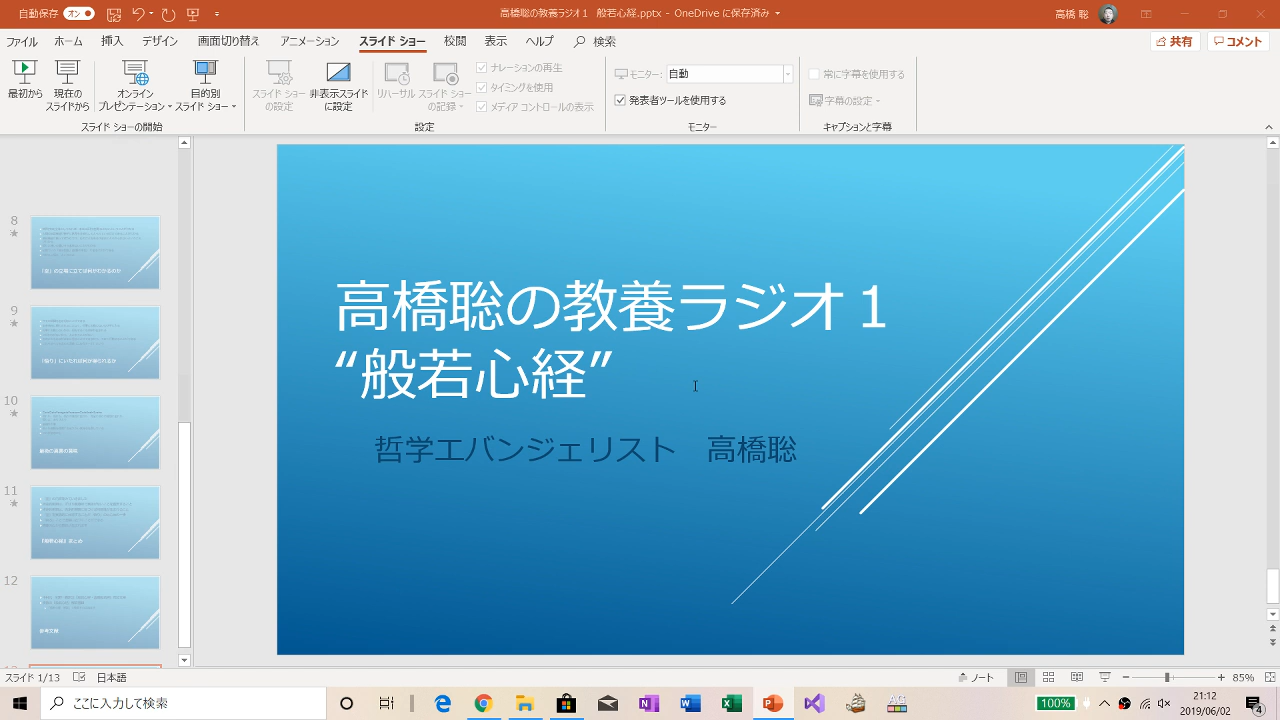 自動保存 オン
高橋聡の教養ラジオ１ 般若心経.pptx - OneDrive に保存済み
高橋 聡
ファイル ホーム 挿入 デザイン 画面切り替え アニメーション スライド ショー 校閲 表示 ヘルプ 検索
共有 コメント
最初から 現在のスライドから オンライン プレゼンテーション 目的別 スライド ショー
スライド ショーの設定 非表示スライドに設定 リハーサル スライド ショーの記録
ナレーションの再生
タイミングを使用
メディア コントロールの表示
モニター: 自動
発表者ツールを使用する
常に字幕を使用する
字幕の設定
スライド ショーの開始 設定 モニター キャプションと字幕
8
9
10
11
『般若心経』まとめ
12
参考文献
13
高橋聡の教養ラジオ１
“般若心経”
哲学エバンジェリスト　高橋聡
スライド 1/13 日本語 ノート 85%
ここに入力して検索
100%
21:12
2019/06/02
4